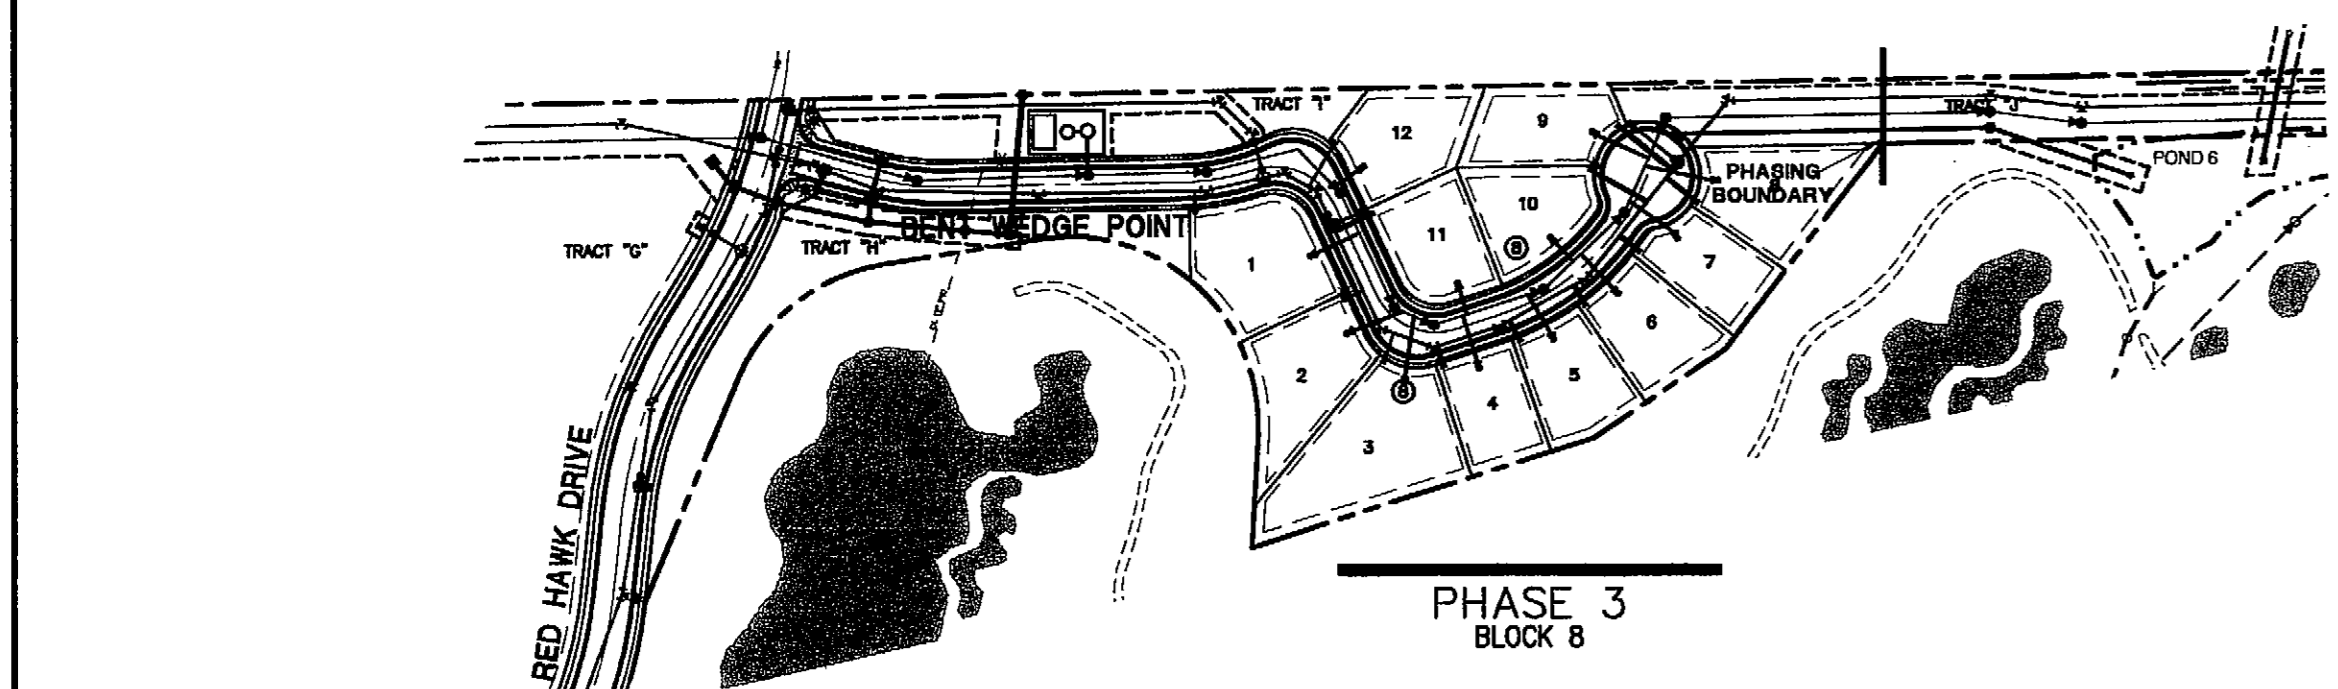 TRACT "I"
12
9
TRACT "J"
POND 6
PHASING
8
BOUNDARY
10
BENT WEDGE POINT
11
8
TRACT "G"
TRACT "H"
1
7
6
2
5
8
4
3
RED HAWK DRIVE
PHASE 3
BLOCK 8